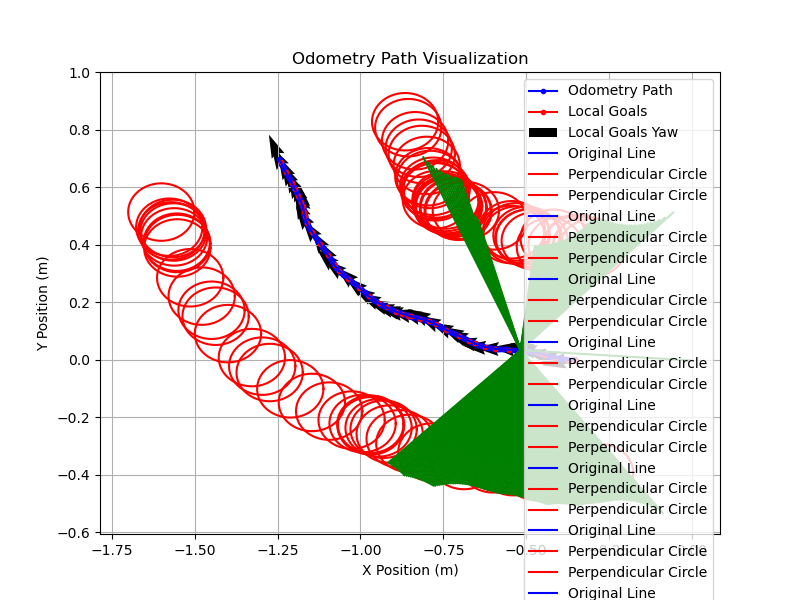 Odometry Path Visualization
Y Position (m)
1.0
0.8
0.6
0.4
0.2
0.0
−0.2
−0.4
−0.6
−1.75
−1.50
−1.25
−1.00
−0.75
−0.50
X Position (m)
Odometry Path
Local Goals
Local Goals Yaw
Original Line
Perpendicular Circle
Perpendicular Circle
Original Line
Perpendicular Circle
Perpendicular Circle
Original Line
Perpendicular Circle
Perpendicular Circle
Original Line
Perpendicular Circle
Perpendicular Circle
Original Line
Perpendicular Circle
Perpendicular Circle
Original Line
Perpendicular Circle
Perpendicular Circle
Original Line
Perpendicular Circle
Perpendicular Circle
Original Line